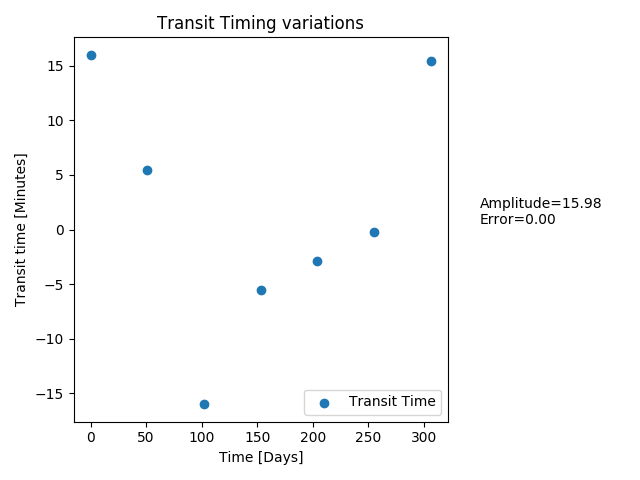 Transit Timing variations
Transit time [Minutes]
15
10
5
0
−5
−10
−15
Amplitude=15.98
Error=0.00
Transit Time
0 50 100 150 200 250 300
Time [Days]